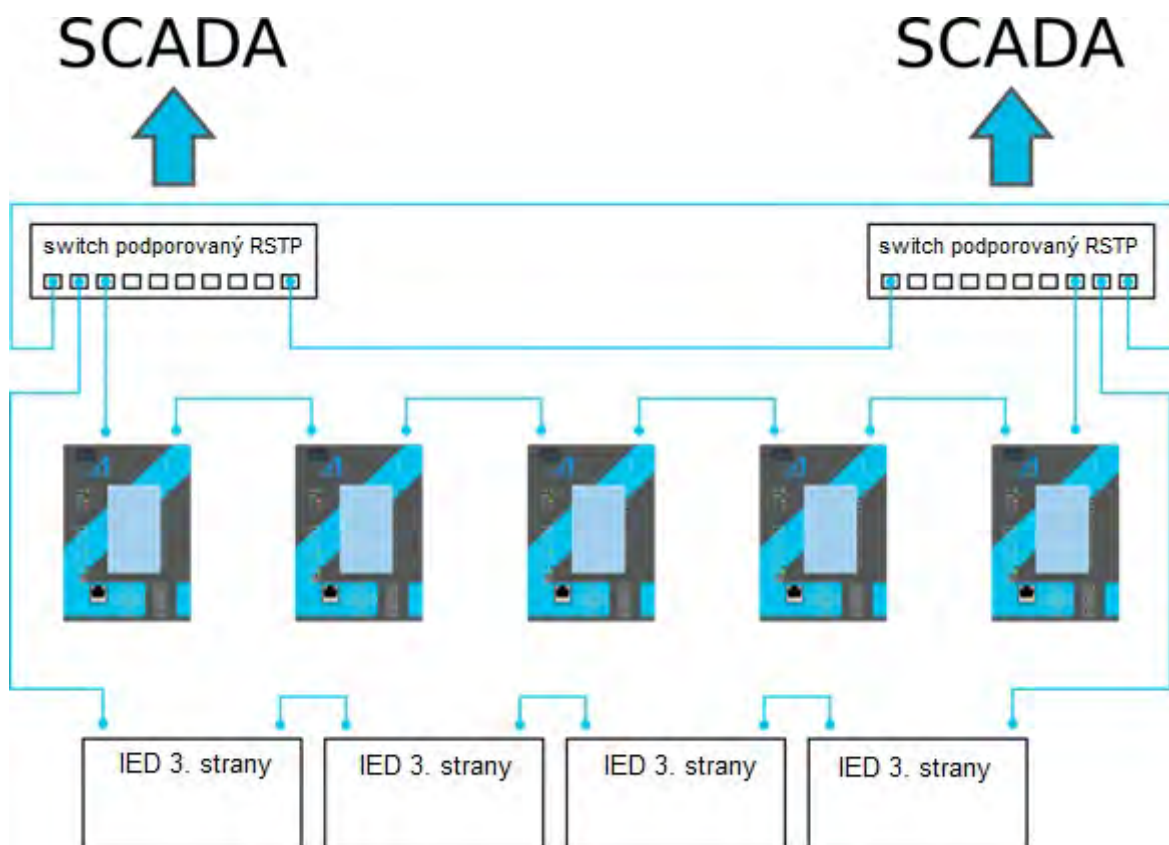 SCADA
SCADA
switch podporovaný RSTP
switch podporovaný RSTP
IED 3. strany
IED 3. strany
IED 3. strany
IED 3. strany